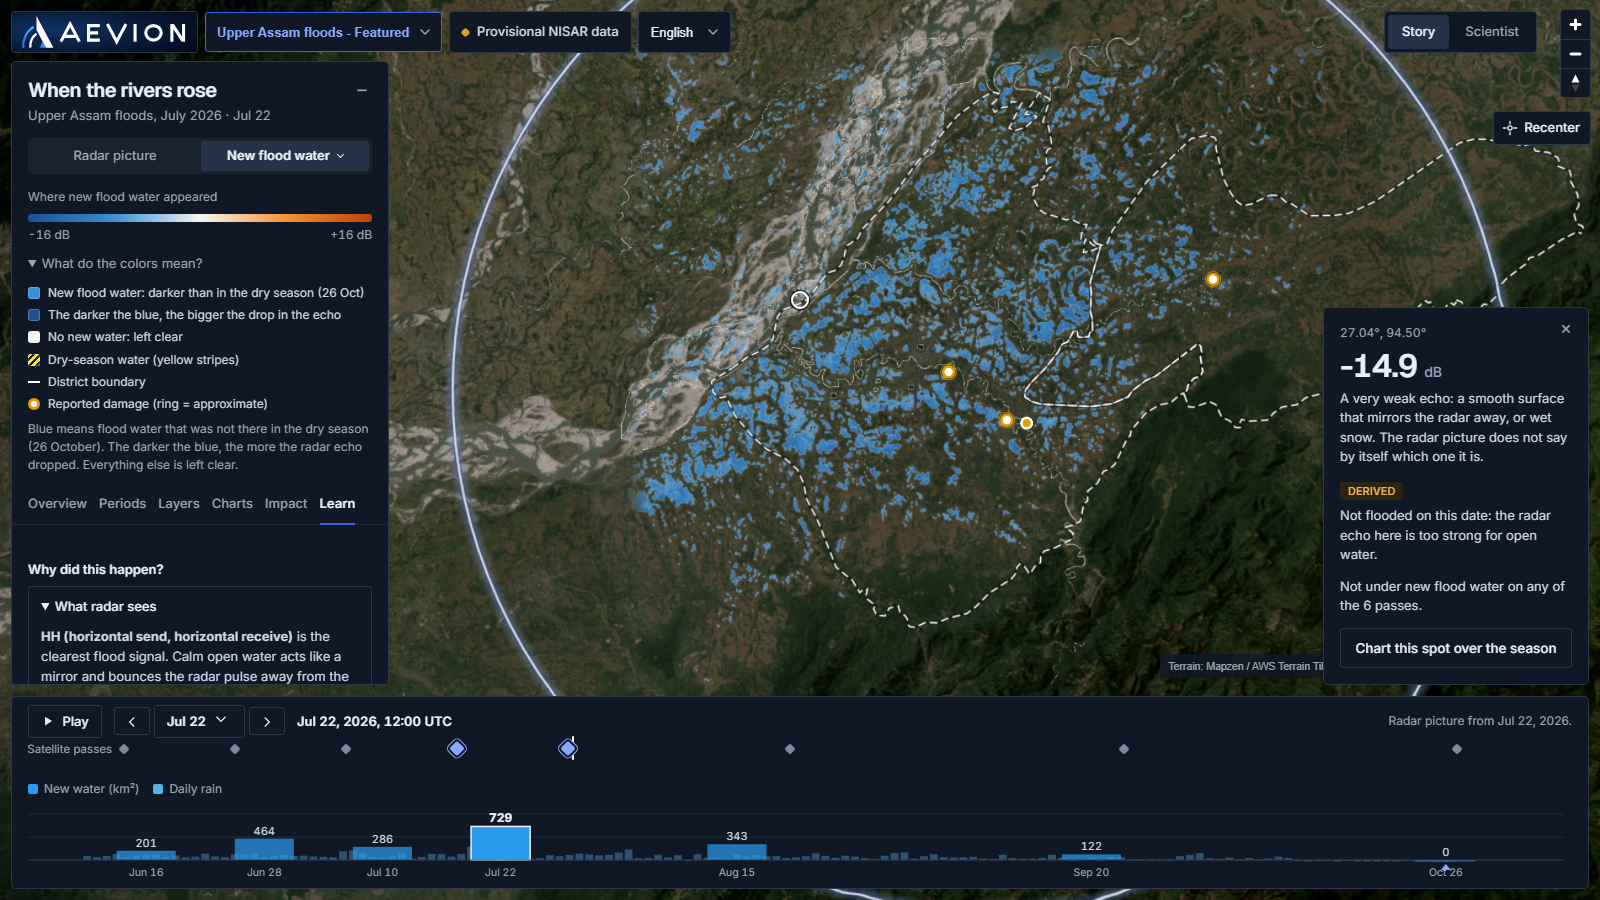 AEVION
Upper Assam floods - Featured
Provisional NISAR data
English
Story
Scientist
Recenter
When the rivers rose
Upper Assam floods, July 2026 · Jul 22
Radar picture
New flood water
Where new flood water appeared
-16 dB
+16 dB
What do the colors mean?
New flood water: darker than in the dry season (26 Oct)
The darker the blue, the bigger the drop in the echo
No new water: left clear
Dry-season water (yellow stripes)
District boundary
Reported damage (ring = approximate)
Blue means flood water that was not there in the dry season
(26 October). The darker the blue, the more the radar echo
dropped. Everything else is left clear.
Overview
Periods
Layers
Charts
Impact
Learn
Why did this happen?
What radar sees
HH (horizontal send, horizontal receive) is the
clearest flood signal. Calm open water acts like a
mirror and bounces the radar pulse away from the
27.04°, 94.50°
-14.9 dB
A very weak echo: a smooth surface
that mirrors the radar away, or wet
snow. The radar picture does not say
by itself which one it is.
DERIVED
Not flooded on this date: the radar
echo here is too strong for open
water.
Not under new flood water on any of
the 6 passes.
Chart this spot over the season
Terrain: Mapzen / AWS Terrain Til
Play
Jul 22
Jul 22, 2026, 12:00 UTC
Radar picture from Jul 22, 2026.
Satellite passes
New water (km²)
Daily rain
201
464
286
729
343
122
0
Jun 16
Jun 28
Jul 10
Jul 22
Aug 15
Sep 20
Oct 26